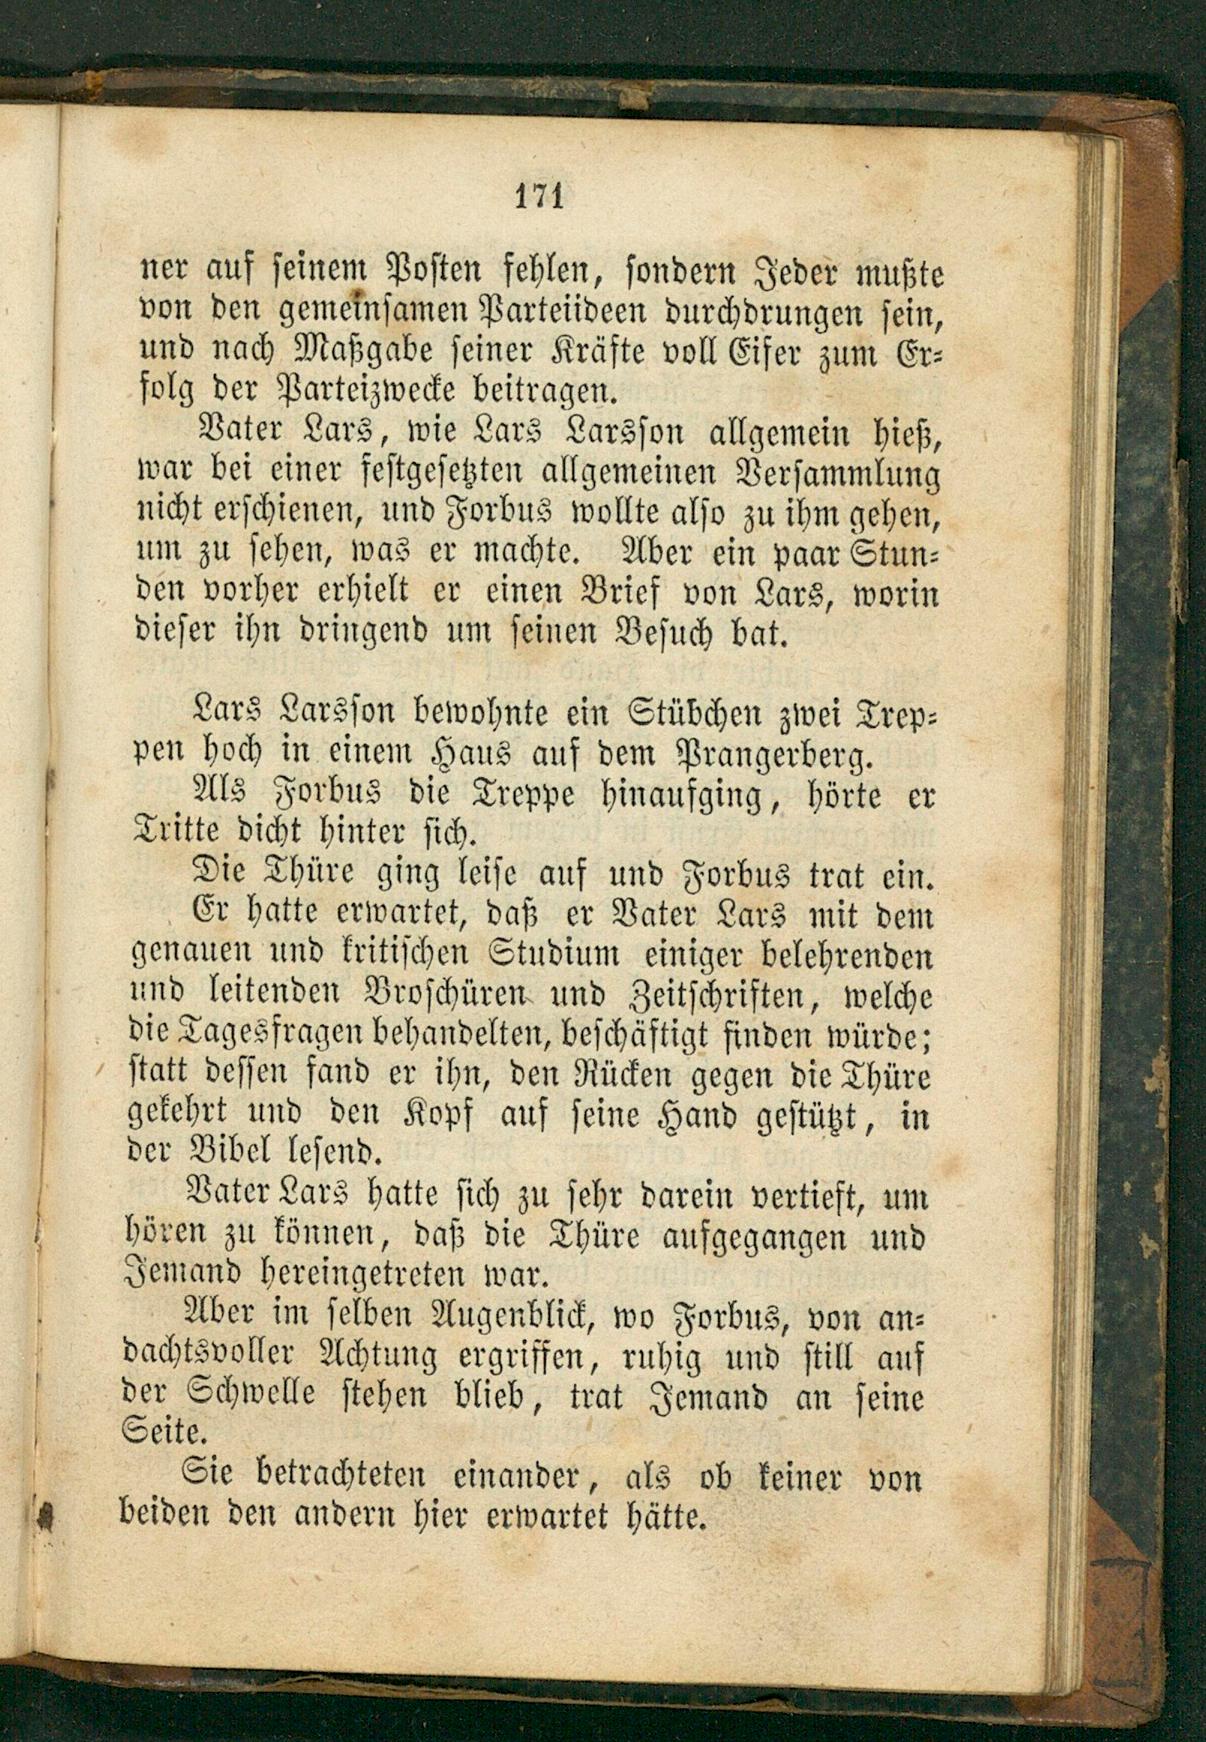 171
ner auf seinem Posten fehlen, sondern Jeder mußte
von den gemeinsamen Parteiideen durchdrungen sein,
und nach Maßgabe seiner Kräfte voll Eifer zum Er-
folg der Parteizwecke beitragen.
Vater Lars, wie Lars Larsson allgemein hieß,
war bei einer festgesetzten allgemeinen Versammlung
nicht erschienen, und Forbus wollte also zu ihm gehen,
um zu sehen, was er machte. Aber ein paar Stun-
den vorher erhielt er einen Brief von Lars, worin
dieser ihn dringend um seinen Besuch bat.
Lars Larsson bewohnte ein Stübchen zwei Trep-
pen hoch in einem Haus auf dem Prangerberg.
Als Forbus die Treppe hinaufging, hörte er
Tritte dicht hinter sich.
Die Thüre ging leise auf und Forbus trat ein.
Er hatte erwartet, daß er Vater Lars mit dem
genauen und kritischen Studium einiger belehrenden
und leitenden Broschüren und Zeitschriften, welche
die Tagesfragen behandelten, beschäftigt finden würde;
statt dessen fand er ihn, den Rücken gegen die Thüre
gekehrt und den Kopf auf seine Hand gestützt, in
der Bibel lesend.
Vater Lars hatte sich zu sehr darein vertieft, um
hören zu können, daß die Thüre aufgegangen und
Jemand hereingetreten war.
Aber im selben Augenblick, wo Forbus, von an-
dachtsvoller Achtung ergriffen, ruhig und still auf
der Schwelle stehen blieb, trat Jemand an seine
Seite.
Sie betrachteten einander, als ob keiner von
beiden den andern hier erwartet hätte.